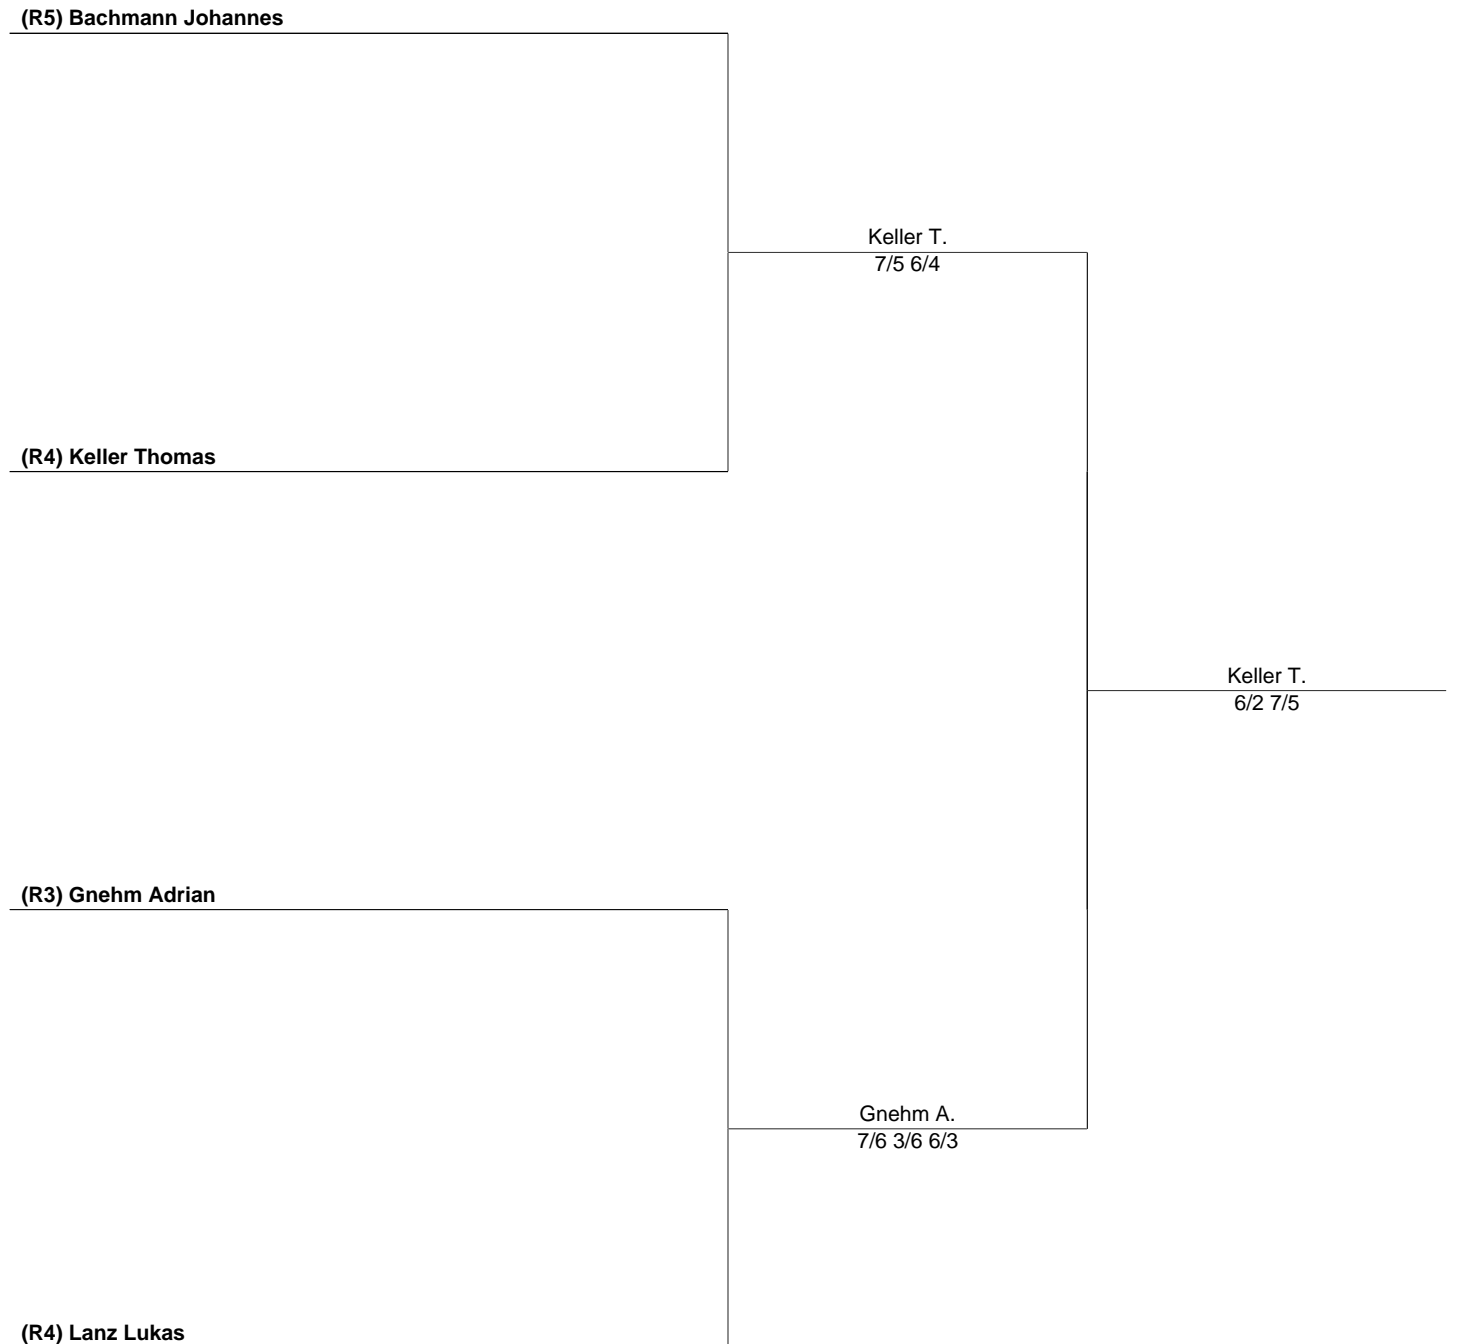 (R5) Bachmann Johannes
Keller T.
7/5 6/4
(R4) Keller Thomas
Keller T.
6/2 7/5
(R3) Gnehm Adrian
Gnehm A.
7/6 3/6 6/3
(R4) Lanz Lukas